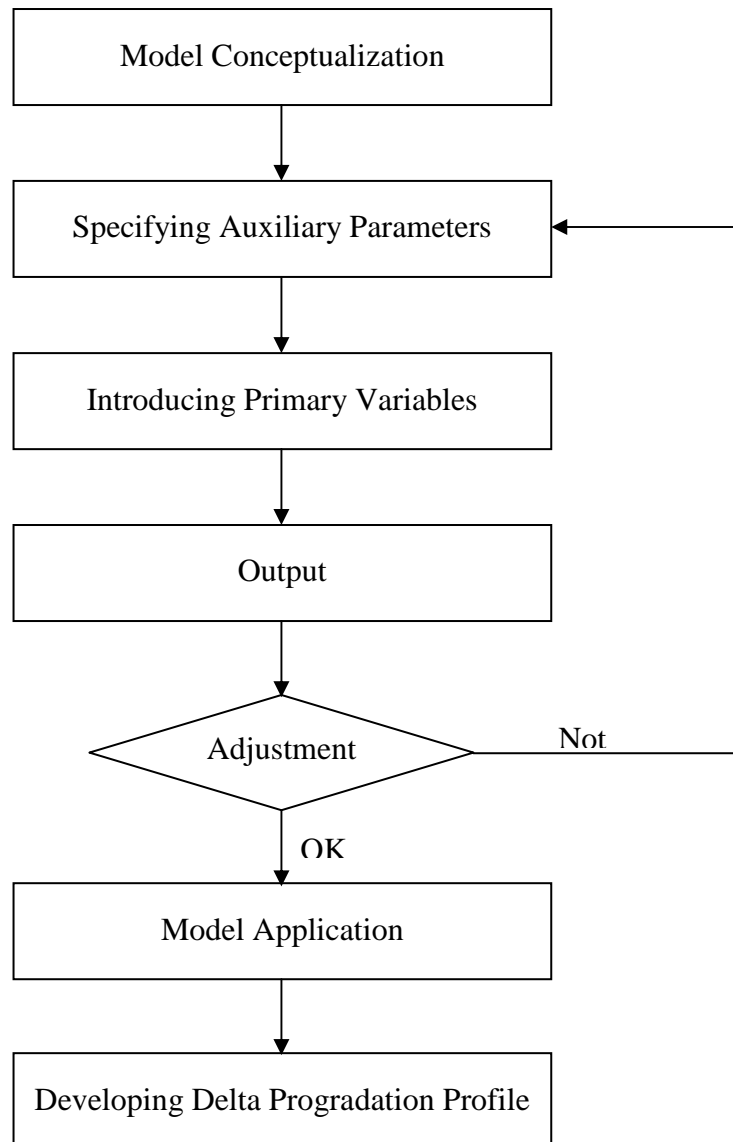 Model Conceptualization
Specifying Auxiliary Parameters
Introducing Primary Variables
Output
Adjustment
Not
OK
Model Application
Developing Delta Progradation Profile